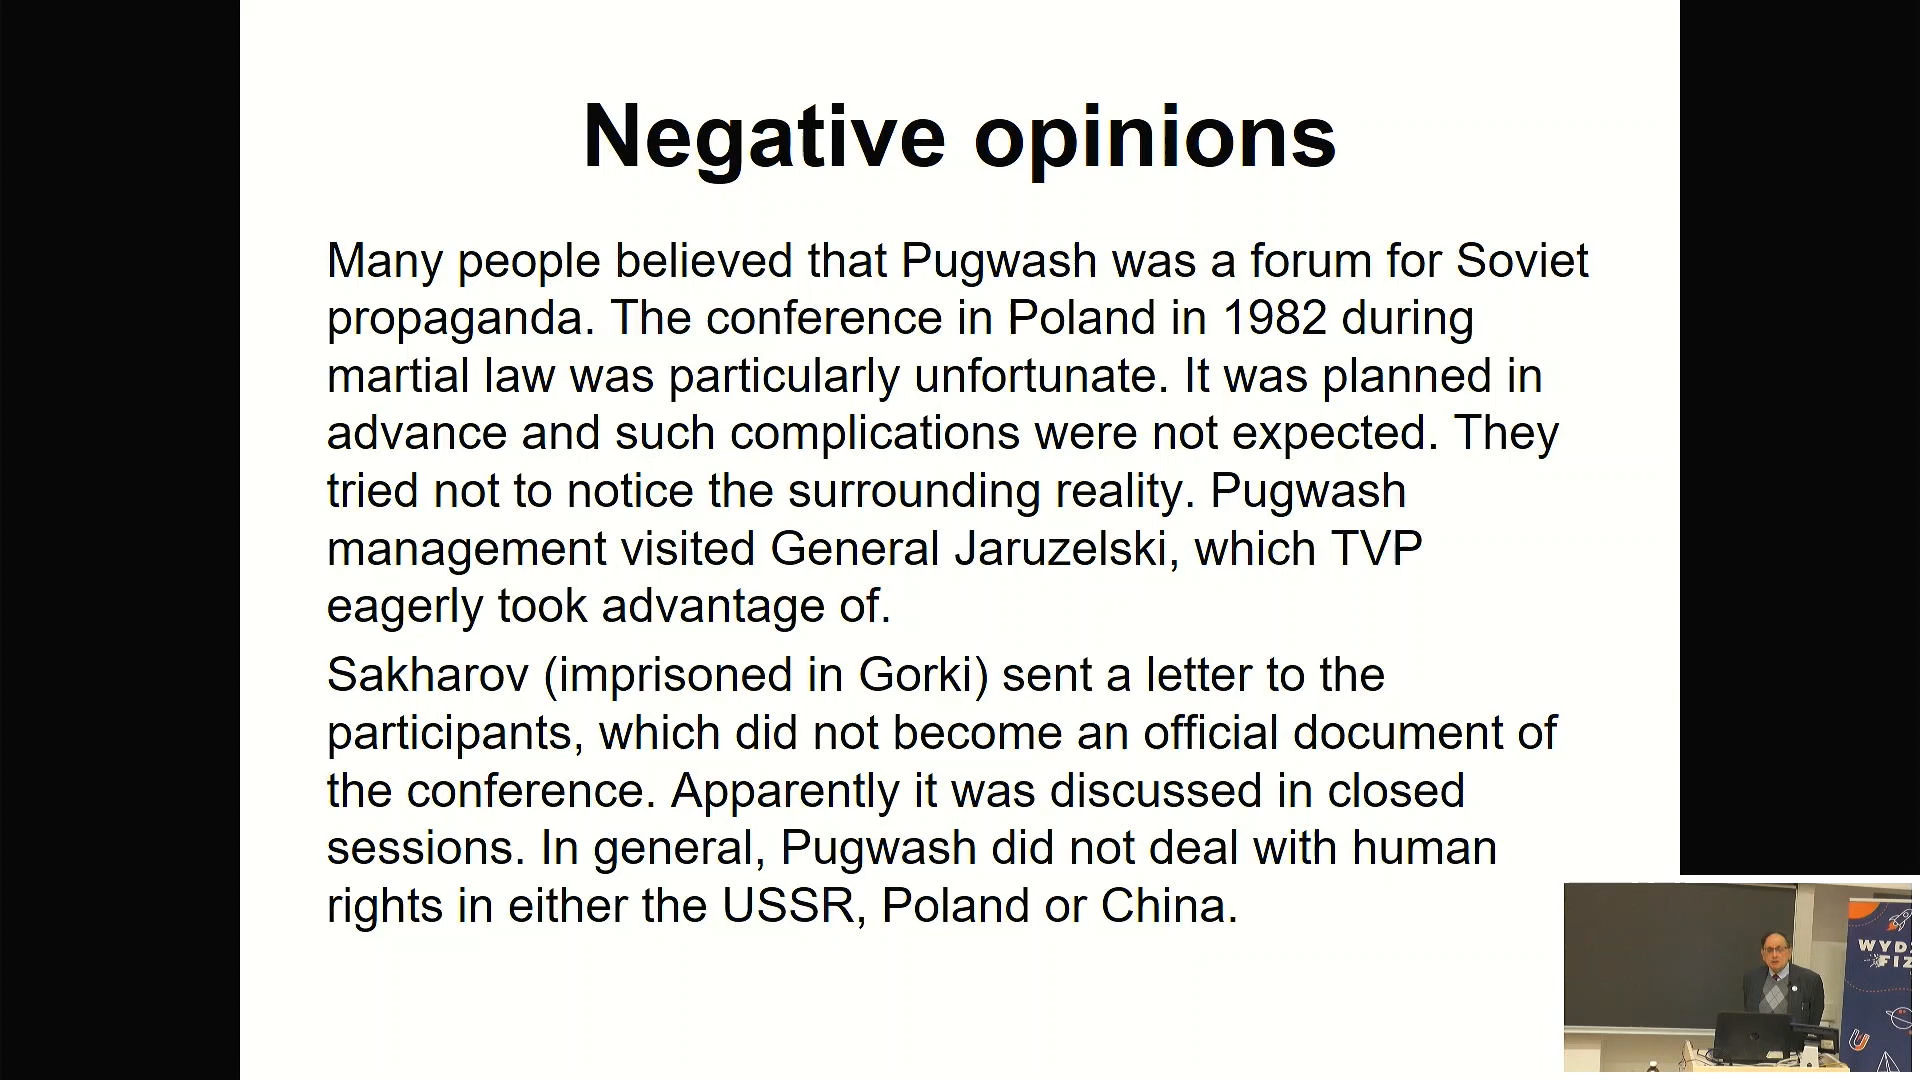 Negative opinions
Many people believed that Pugwash was a forum for Soviet
propaganda. The conference in Poland in 1982 during
martial law was particularly unfortunate. It was planned in
advance and such complications were not expected. They
tried not to notice the surrounding reality. Pugwash
management visited General Jaruzelski, which TVP
eagerly took advantage of.
Sakharov (imprisoned in Gorki) sent a letter to the
participants, which did not become an official document of
the conference. Apparently it was discussed in closed
sessions. In general, Pugwash did not deal with human
rights in either the USSR, Poland or China.
WYDZ
FIZ